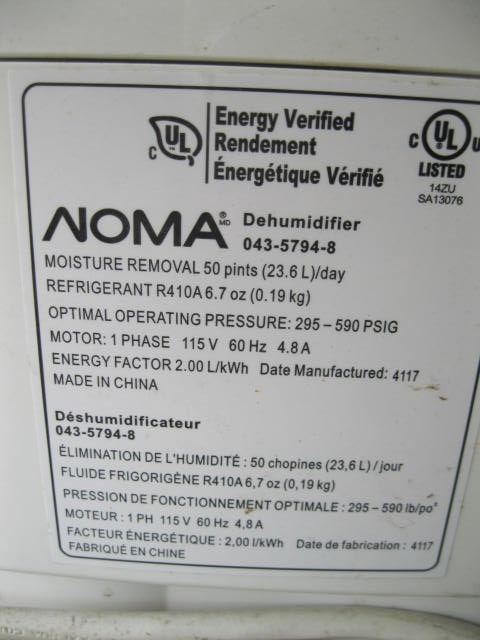 C UL
Energy Verified
Rendement
Énergétique Vérifié
C UL US
LISTED
14ZU
SA13076
NOMA MD Dehumidifier
043-5794-8
MOISTURE REMOVAL 50 pints (23.6 L)/day
REFRIGERANT R410A 6.7 oz (0.19 kg)
OPTIMAL OPERATING PRESSURE: 295 – 590 PSIG
MOTOR: 1 PHASE 115 V 60 Hz 4.8 A
ENERGY FACTOR 2.00 L/kWh Date Manufactured: 4117
MADE IN CHINA
Déshumidificateur
043-5794-8
ÉLIMINATION DE L'HUMIDITÉ : 50 chopines (23,6 L) / jour
FLUIDE FRIGORIGÈNE R410A 6,7 oz (0,19 kg)
PRESSION DE FONCTIONNEMENT OPTIMALE : 295 – 590 lb/po²
MOTEUR : 1 PH 115 V 60 Hz 4,8 A
FACTEUR ÉNERGÉTIQUE : 2,00 l/kWh Date de fabrication : 4117
FABRIQUÉ EN CHINE